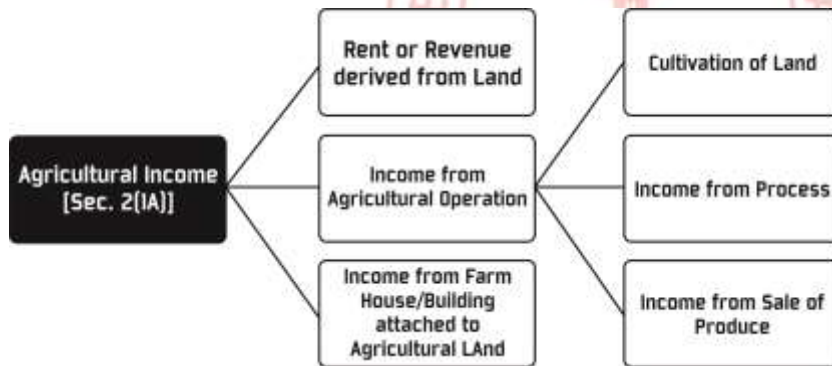 Agricultural Income
[Sec. 2(IA)]
Rent or Revenue
derived from Land
Income from
Agricultural Operation
Income from Farm
House/Building
attached to
Agricultural LAnd
Cultivation of Land
Income from Process
Income from Sale of
Produce